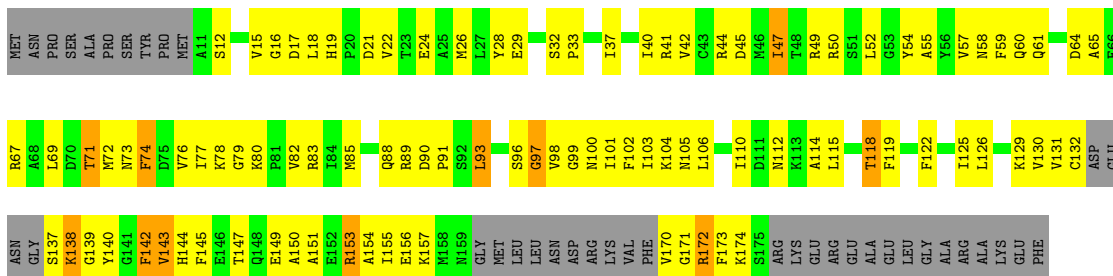 MET ASN PRO SER ALA PRO SER TYR PRO MET A11 S12 V15 G16 D17 L18 H19 P20 D21 V22 T23 E24 A25 M26 L27 Y28 E29 S32 P33 I37 I40 R41 V42 C43 R44 D45 M46 I47 T48 R49 R50 S51 L52 G53 Y54 A55 Y56 V57 N58 F59 Q60 Q61 D64 A65 E66
R67 A68 L69 D70 T71 M72 N73 F74 D75 V76 I77 K78 G79 K80 P81 V82 R83 I84 M85 Q88 R89 D90 P91 S92 L93 S96 G97 V98 G99 N100 I101 F102 I103 K104 N105 L106 I110 D111 N112 K113 A114 L115 T118 F119 F122 I125 L126 K129 V130 V131 C132 ASP GLU
ASN GLY S137 K138 G139 Y140 G141 F142 V143 H144 F145 E146 T147 Q148 E149 A150 A151 E152 R153 A154 I155 E156 K157 M158 N159 GLY MET LEU LEU ASN ASP ARG LYS VAL PHE V170 G171 R172 F173 K174 S175 ARG LYS GLU ARG GLU ALA GLU LEU GLY ALA ARG ALA LYS GLU PHE